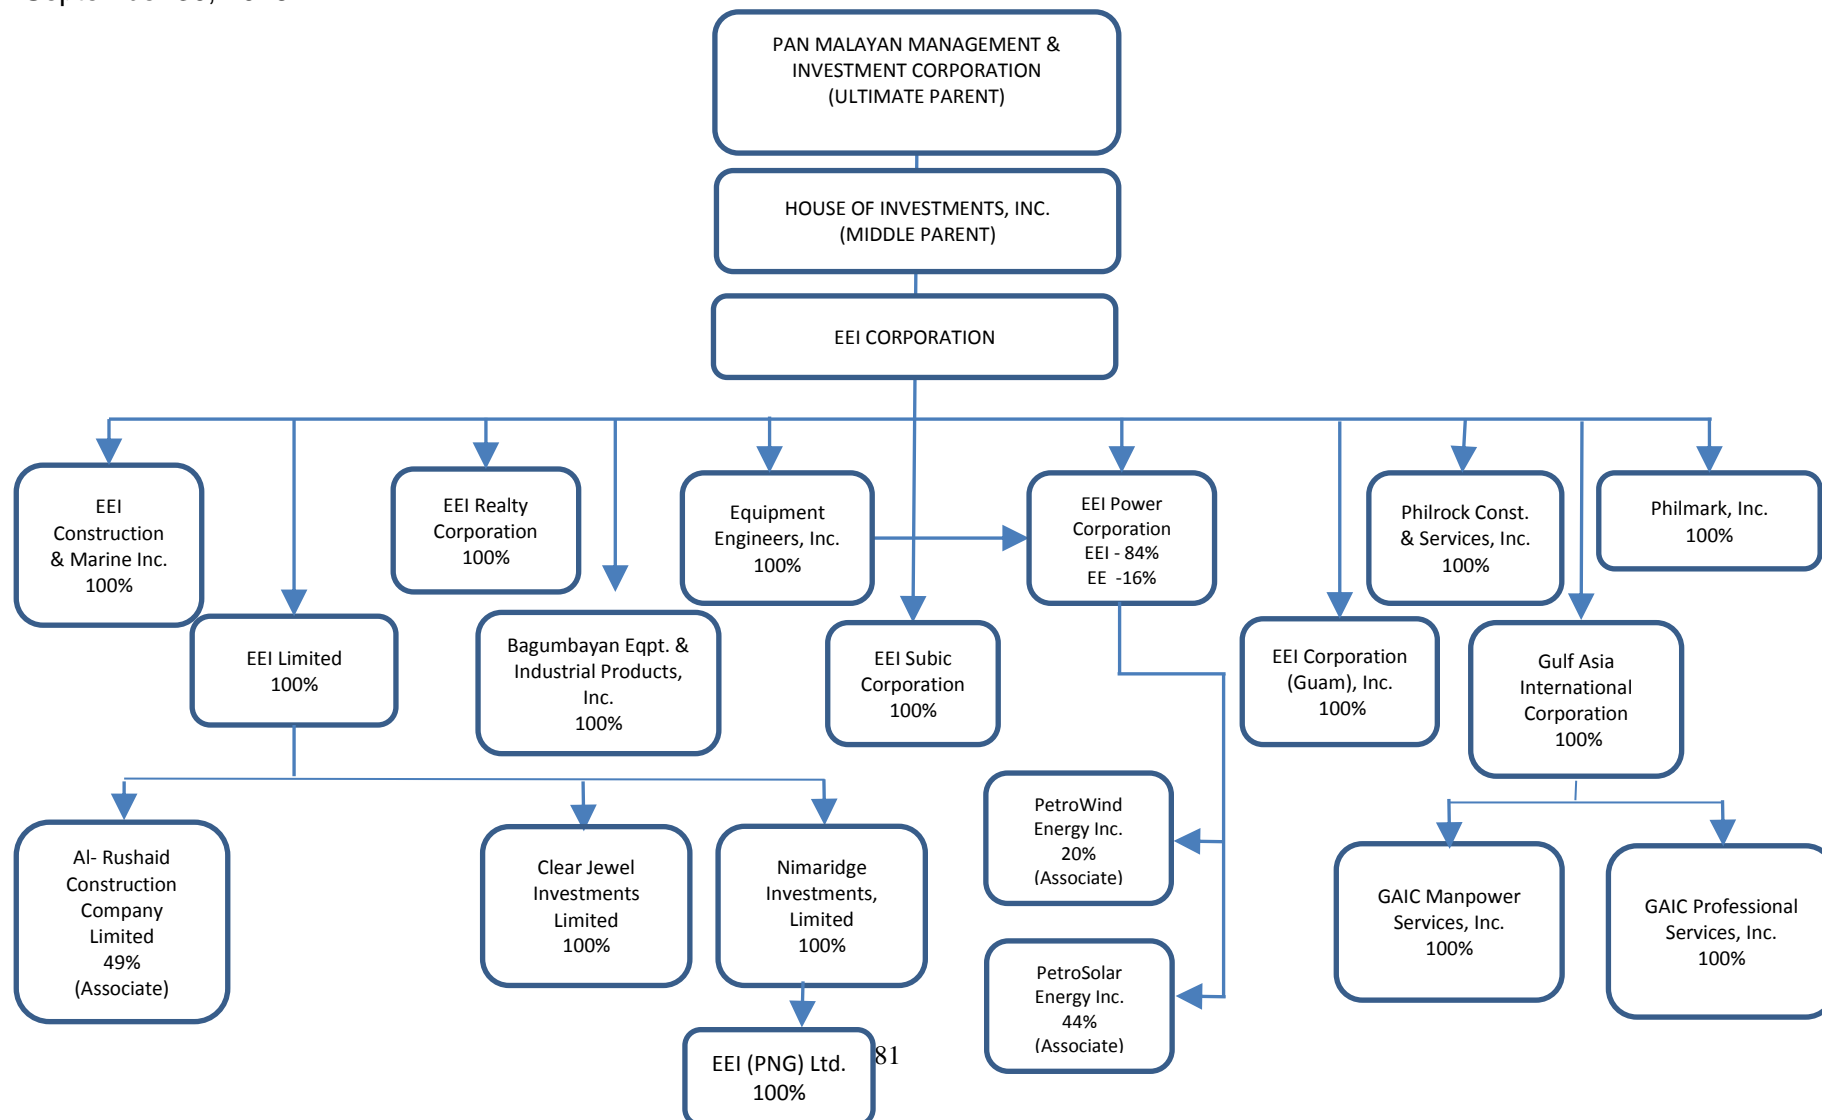 PAN MALAYAN MANAGEMENT &
INVESTMENT CORPORATION
(ULTIMATE PARENT)
HOUSE OF INVESTMENTS, INC.
(MIDDLE PARENT)
EEI CORPORATION
EEI
Construction
& Marine Inc.
100%
EEI Realty
Corporation
100%
Equipment
Engineers, Inc.
100%
EEI Power
Corporation
EEI - 84%
EE -16%
Philrock Const.
& Services, Inc.
100%
Philmark, Inc.
100%
EEI Limited
100%
Bagumbayan Eqpt. &
Industrial Products,
Inc.
100%
EEI Subic
Corporation
100%
EEI Corporation
(Guam), Inc.
100%
Gulf Asia
International
Corporation
100%
Al- Rushaid
Construction
Company
Limited
49%
(Associate)
Clear Jewel
Investments
Limited
100%
Nimaridge
Investments,
Limited
100%
PetroWind
Energy Inc.
20%
(Associate)
GAIC Manpower
Services, Inc.
100%
GAIC Professional
Services, Inc.
100%
PetroSolar
Energy Inc.
44%
(Associate)
EEI (PNG) Ltd.
100%
81